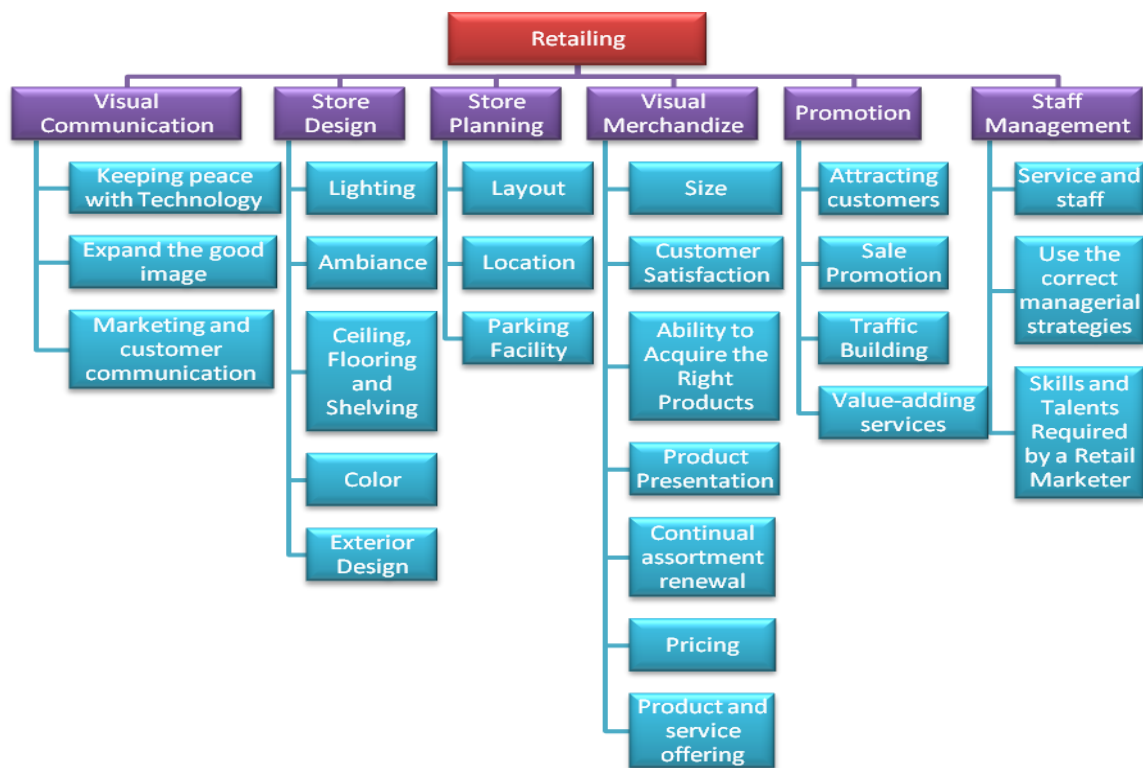 Retailing
Visual
Communication
Keeping peace
with Technology
Expand the good
image
Marketing and
customer
communication
Store
Design
Lighting
Ambiance
Ceiling,
Flooring
and
Shelving
Color
Exterior
Design
Store
Planning
Layout
Location
Parking
Facility
Visual
Merchandize
Size
Customer
Satisfaction
Ability to
Acquire the
Right
Products
Product
Presentation
Continual
assortment
renewal
Pricing
Product and
service
offering
Promotion
Attracting
customers
Sale
Promotion
Traffic
Building
Value-adding
services
Staff
Management
Service and
staff
Use the
correct
managerial
strategies
Skills and
Talents
Required
by a Retail
Marketer